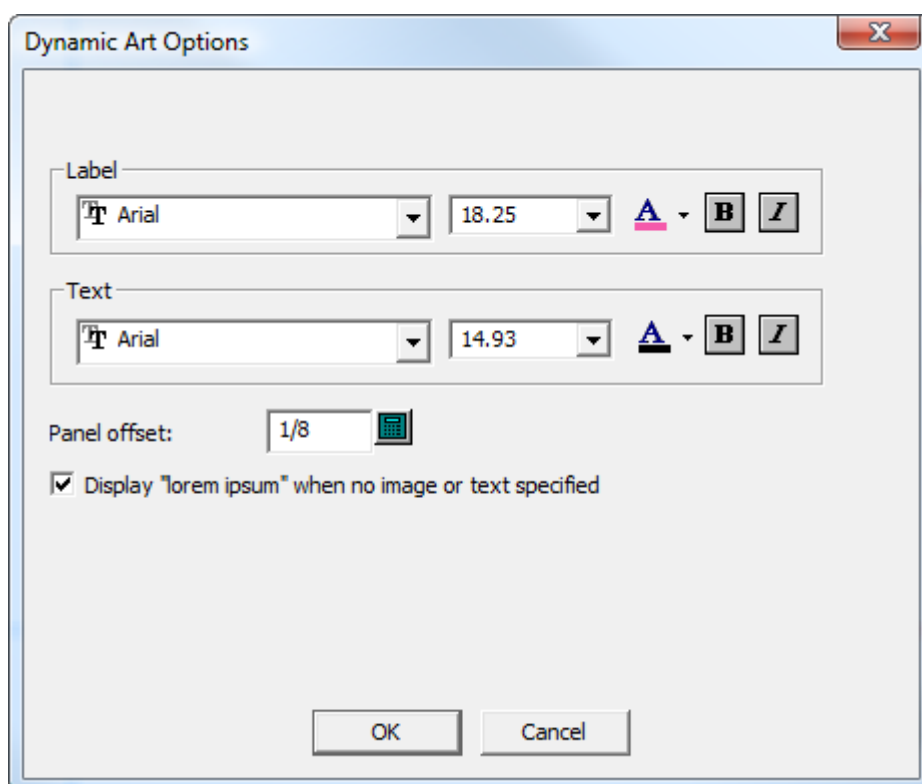 Dynamic Art Options
Label
Arial 18.25 A B I
Text
Arial 14.93 A B I
Panel offset: 1/8
Display "lorem ipsum" when no image or text specified
OK Cancel